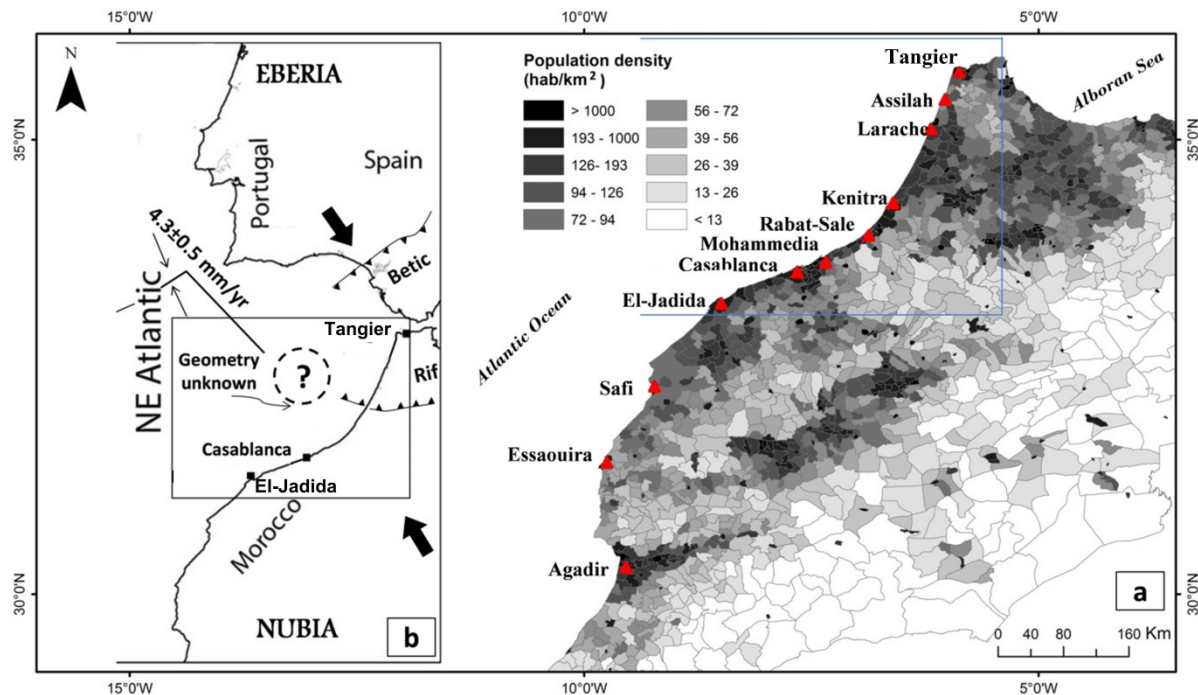 15°0'W
10°0'W
5°0'W
35°0'N
30°0'N
N
EBERIA
Portugal
Spain
4.3±0.5 mm/yr
Betic
NE Atlantic
Tangier
Geometry
unknown
?
Rif
Casablanca
El-Jadida
Morocco
NUBIA
b
Population density
(hab/km²)
> 1000
193 - 1000
126- 193
94 - 126
72 - 94
56 - 72
39 - 56
26 - 39
13 - 26
< 13
Tangier
Alboran Sea
Assilah
Larache
Kenitra
Rabat-Sale
Mohammedia
Casablanca
El-Jadida
Atlantic Ocean
Safi
Essaouira
Agadir
a
0 40 80 160 Km
35°0'N
30°0'N
15°0'W
10°0'W
5°0'W